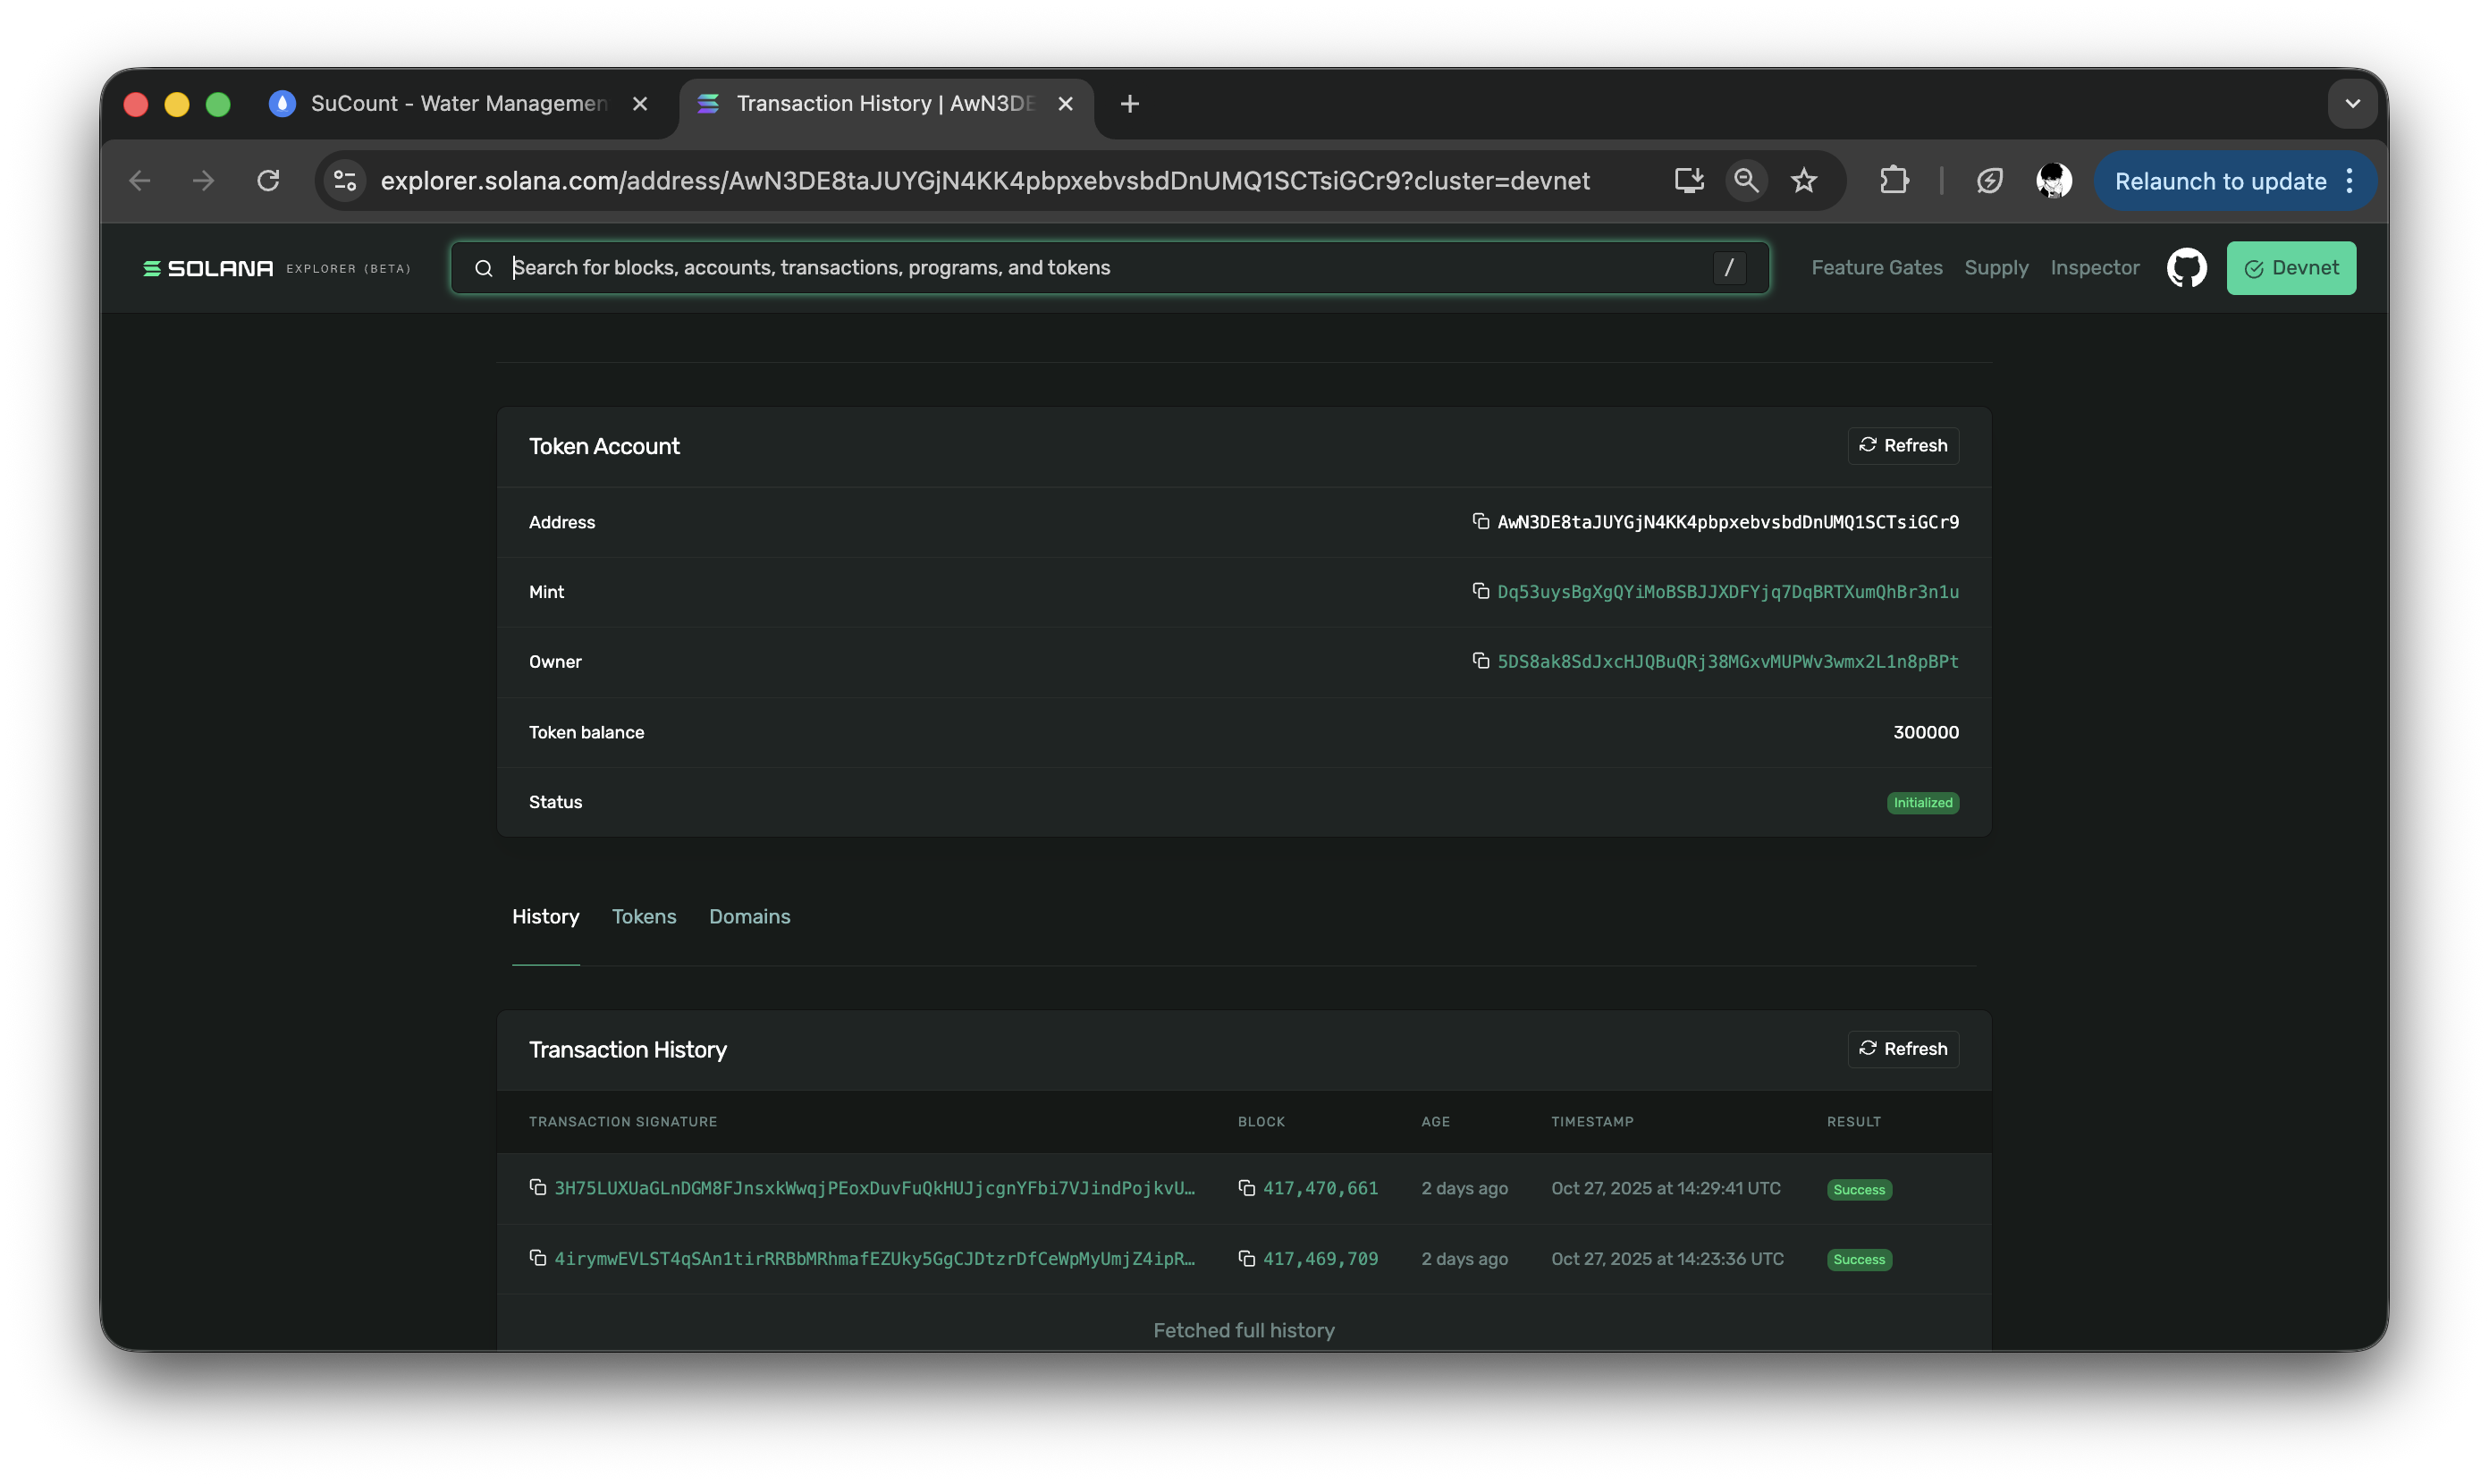 SuCount - Water Managemen
Transaction History | AwN3DE
explorer.solana.com/address/AwN3DE8taJUYGjN4KK4pbpxebvsbdDnUMQ1SCTsiGCr9?cluster=devnet
Relaunch to update
SOLANA EXPLORER (BETA)
Search for blocks, accounts, transactions, programs, and tokens
/
Feature Gates
Supply
Inspector
Devnet
Token Account
Refresh
Address
AwN3DE8taJUYGjN4KK4pbpxebvsbdDnUMQ1SCTsiGCr9
Mint
Dq53uysBgXgQYiMoBSBJJXDFYjq7DqBRTXumQhBr3n1u
Owner
5DS8ak8SdJxcHJQBuQRj38MGxvMUPWv3wmx2L1n8pBPt
Token balance
300000
Status
Initialized
History
Tokens
Domains
Transaction History
Refresh
TRANSACTION SIGNATURE
BLOCK
AGE
TIMESTAMP
RESULT
3H75LUXUaGLnDGM8FJnsxkWwqjPEoxDuvFuQkHUJjcgnYFbi7VJindPojkvU…
417,470,661
2 days ago
Oct 27, 2025 at 14:29:41 UTC
Success
4irymwEVLST4qSAn1tirRRBbMRhmafEZUky5GgCJDtzrDfCeWpMyUmjZ4ipR…
417,469,709
2 days ago
Oct 27, 2025 at 14:23:36 UTC
Success
Fetched full history